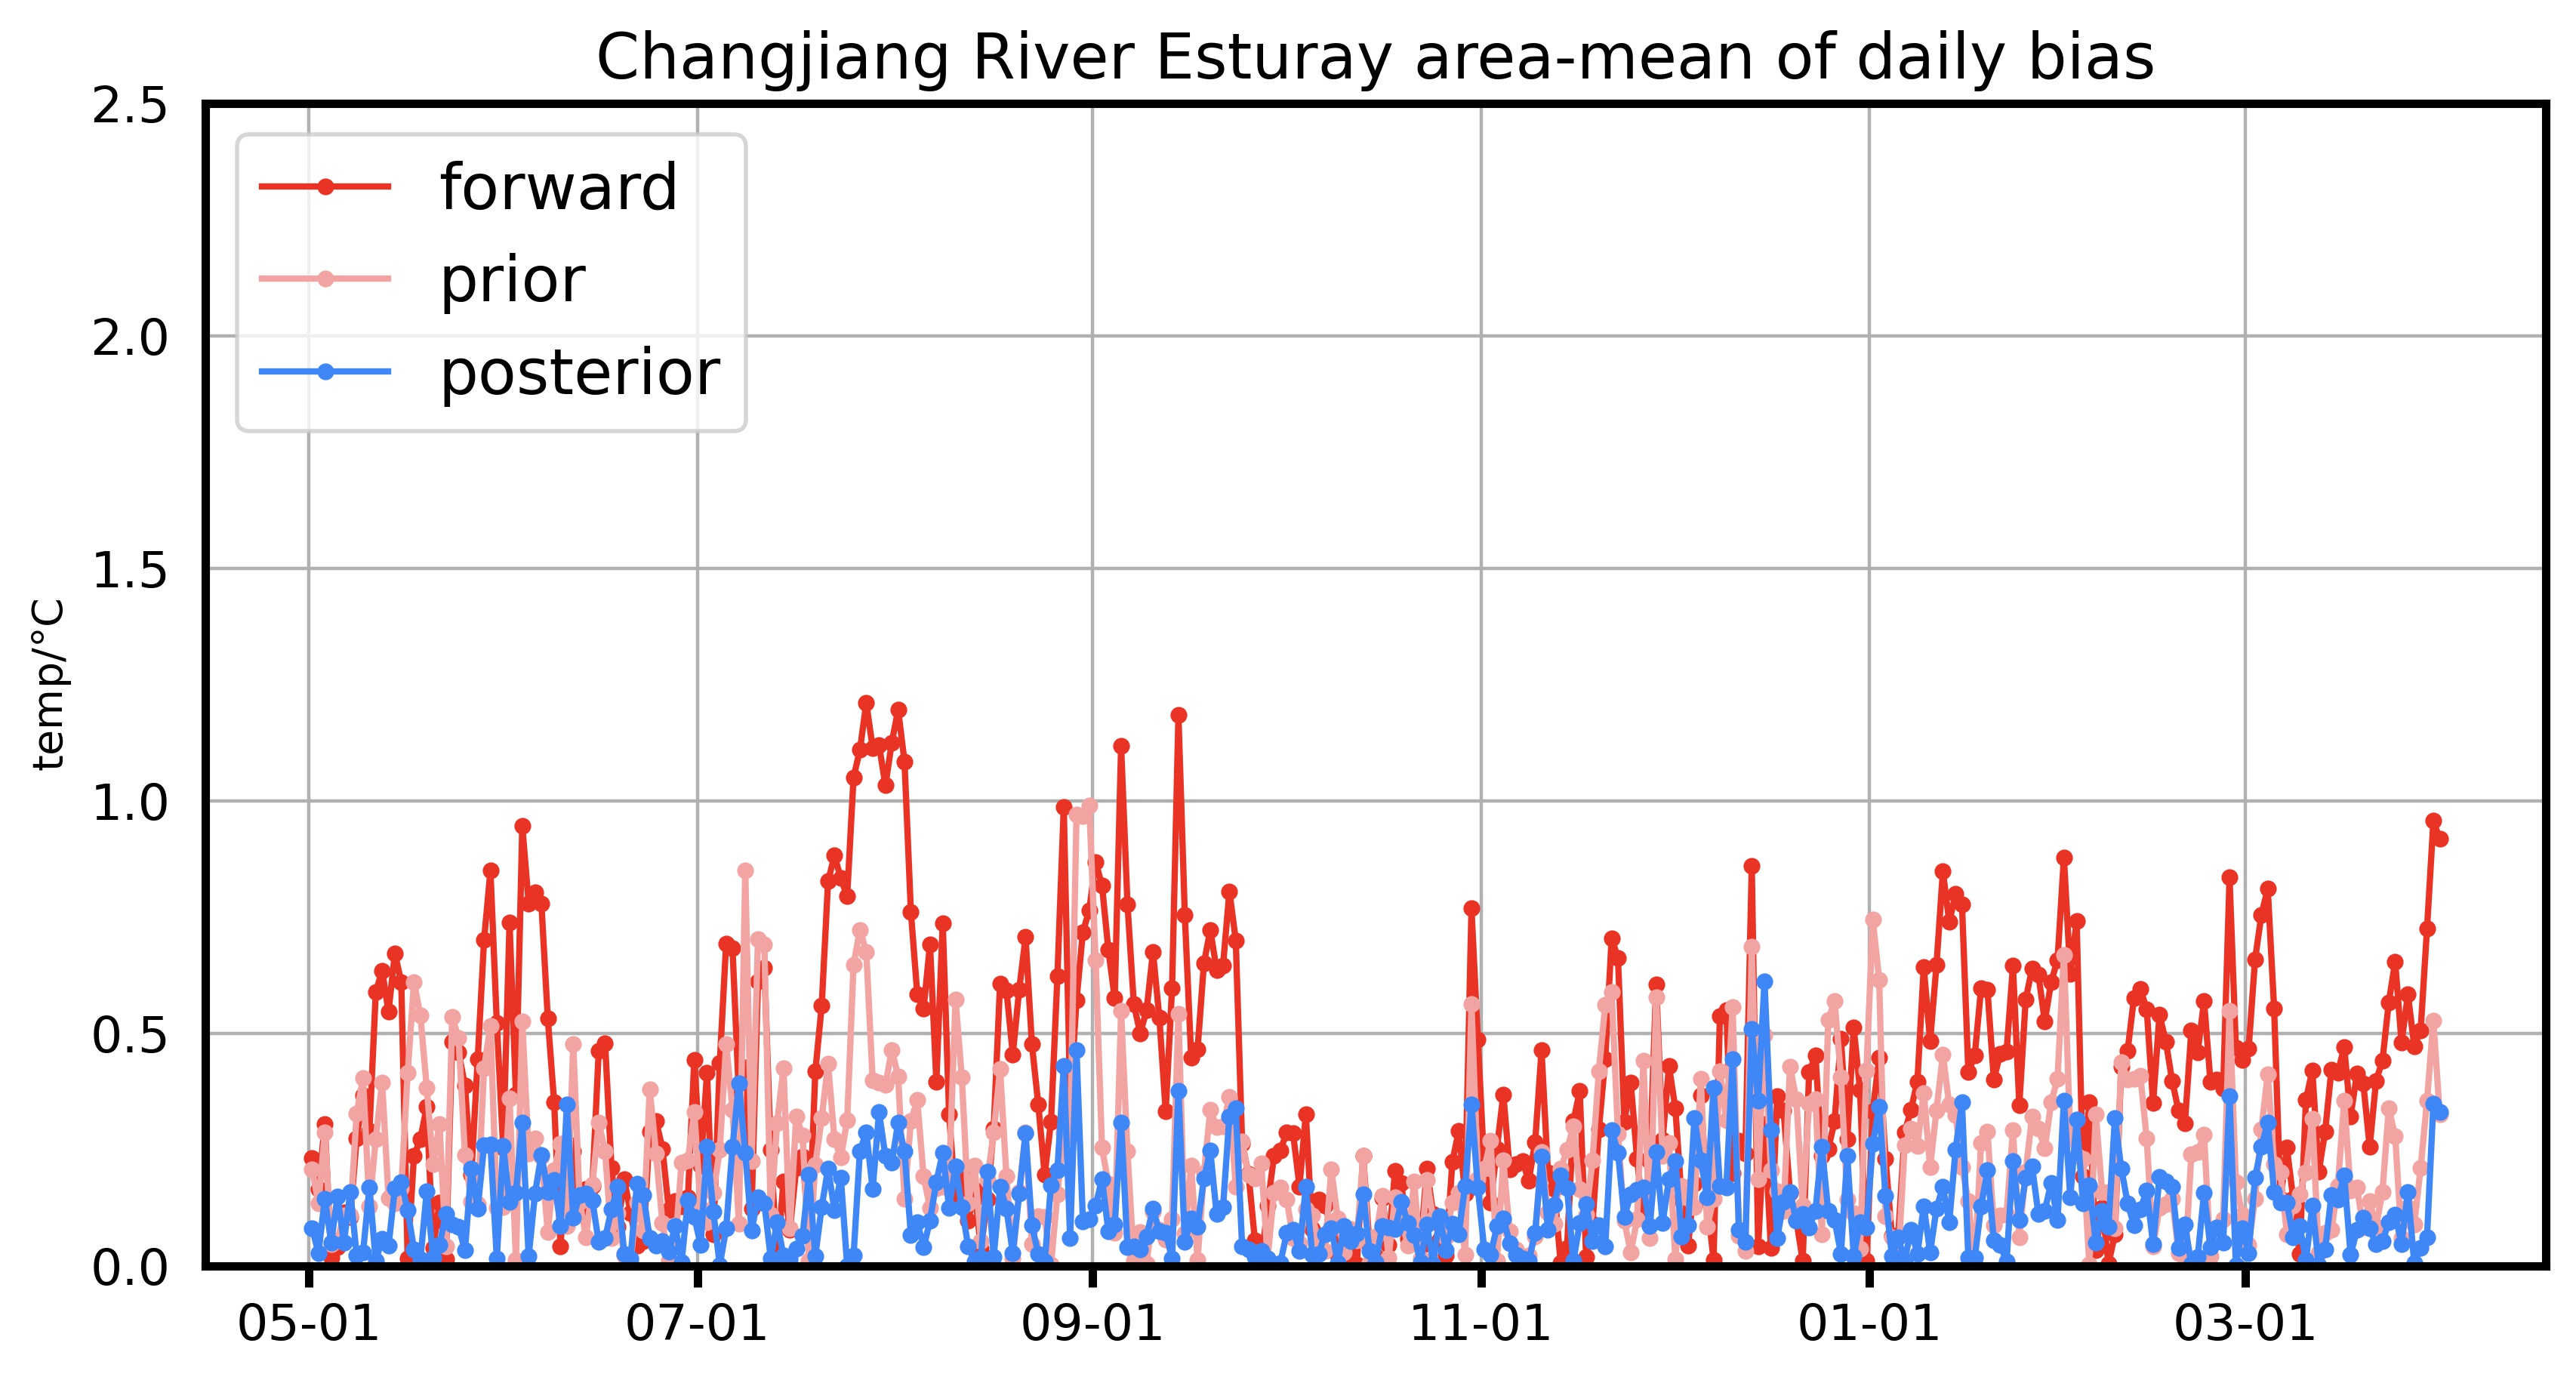 Changjiang River Esturay area-mean of daily bias
2.5
2.0
1.5
1.0
0.5
0.0
temp/°C
forward
prior
posterior
05-01
07-01
09-01
11-01
01-01
03-01